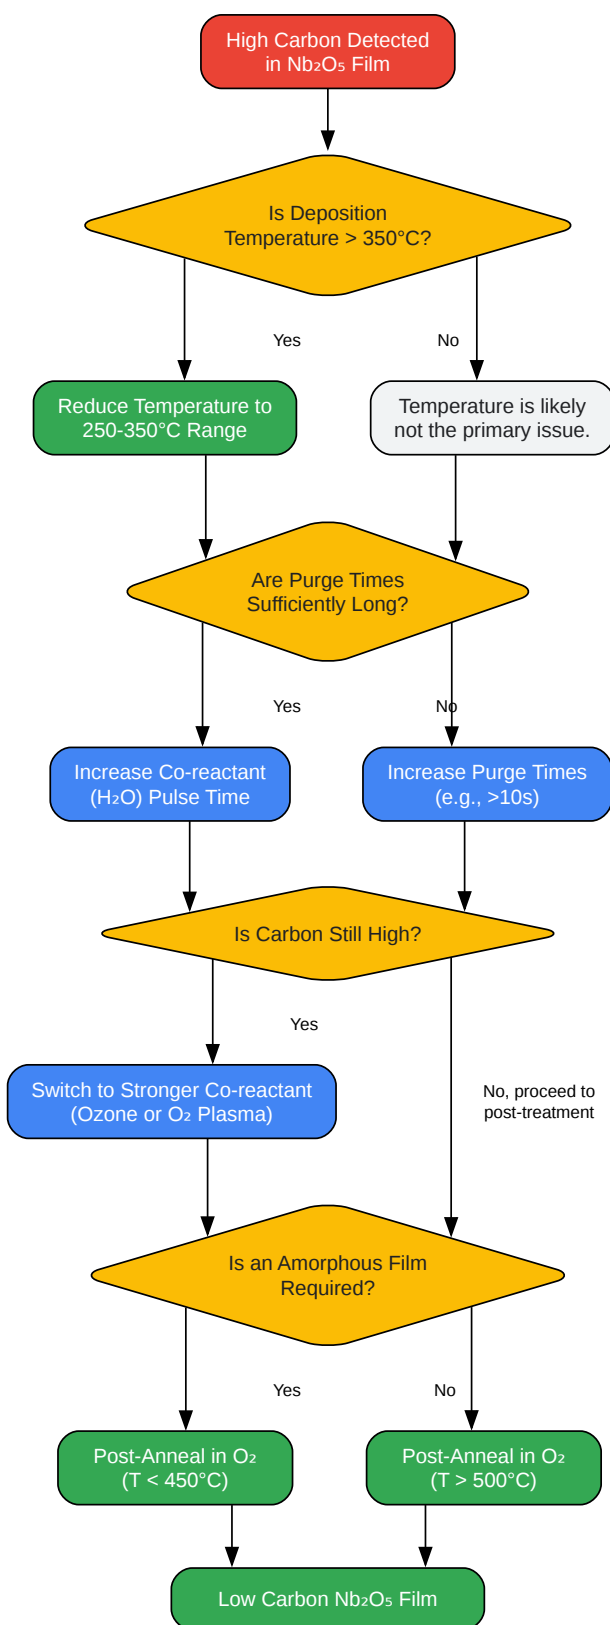 High Carbon Detected
in Nb₂O₅ Film
Is Deposition
Temperature > 350°C?
Yes
No
Reduce Temperature to
250-350°C Range
Temperature is likely
not the primary issue.
Are Purge Times
Sufficiently Long?
Yes
No
Increase Co-reactant
(H₂O) Pulse Time
Increase Purge Times
(e.g., >10s)
Is Carbon Still High?
Yes
Switch to Stronger Co-reactant
(Ozone or O₂ Plasma)
No, proceed to
post-treatment
Is an Amorphous Film
Required?
Yes
No
Post-Anneal in O₂
(T < 450°C)
Post-Anneal in O₂
(T > 500°C)
Low Carbon Nb₂O₅ Film